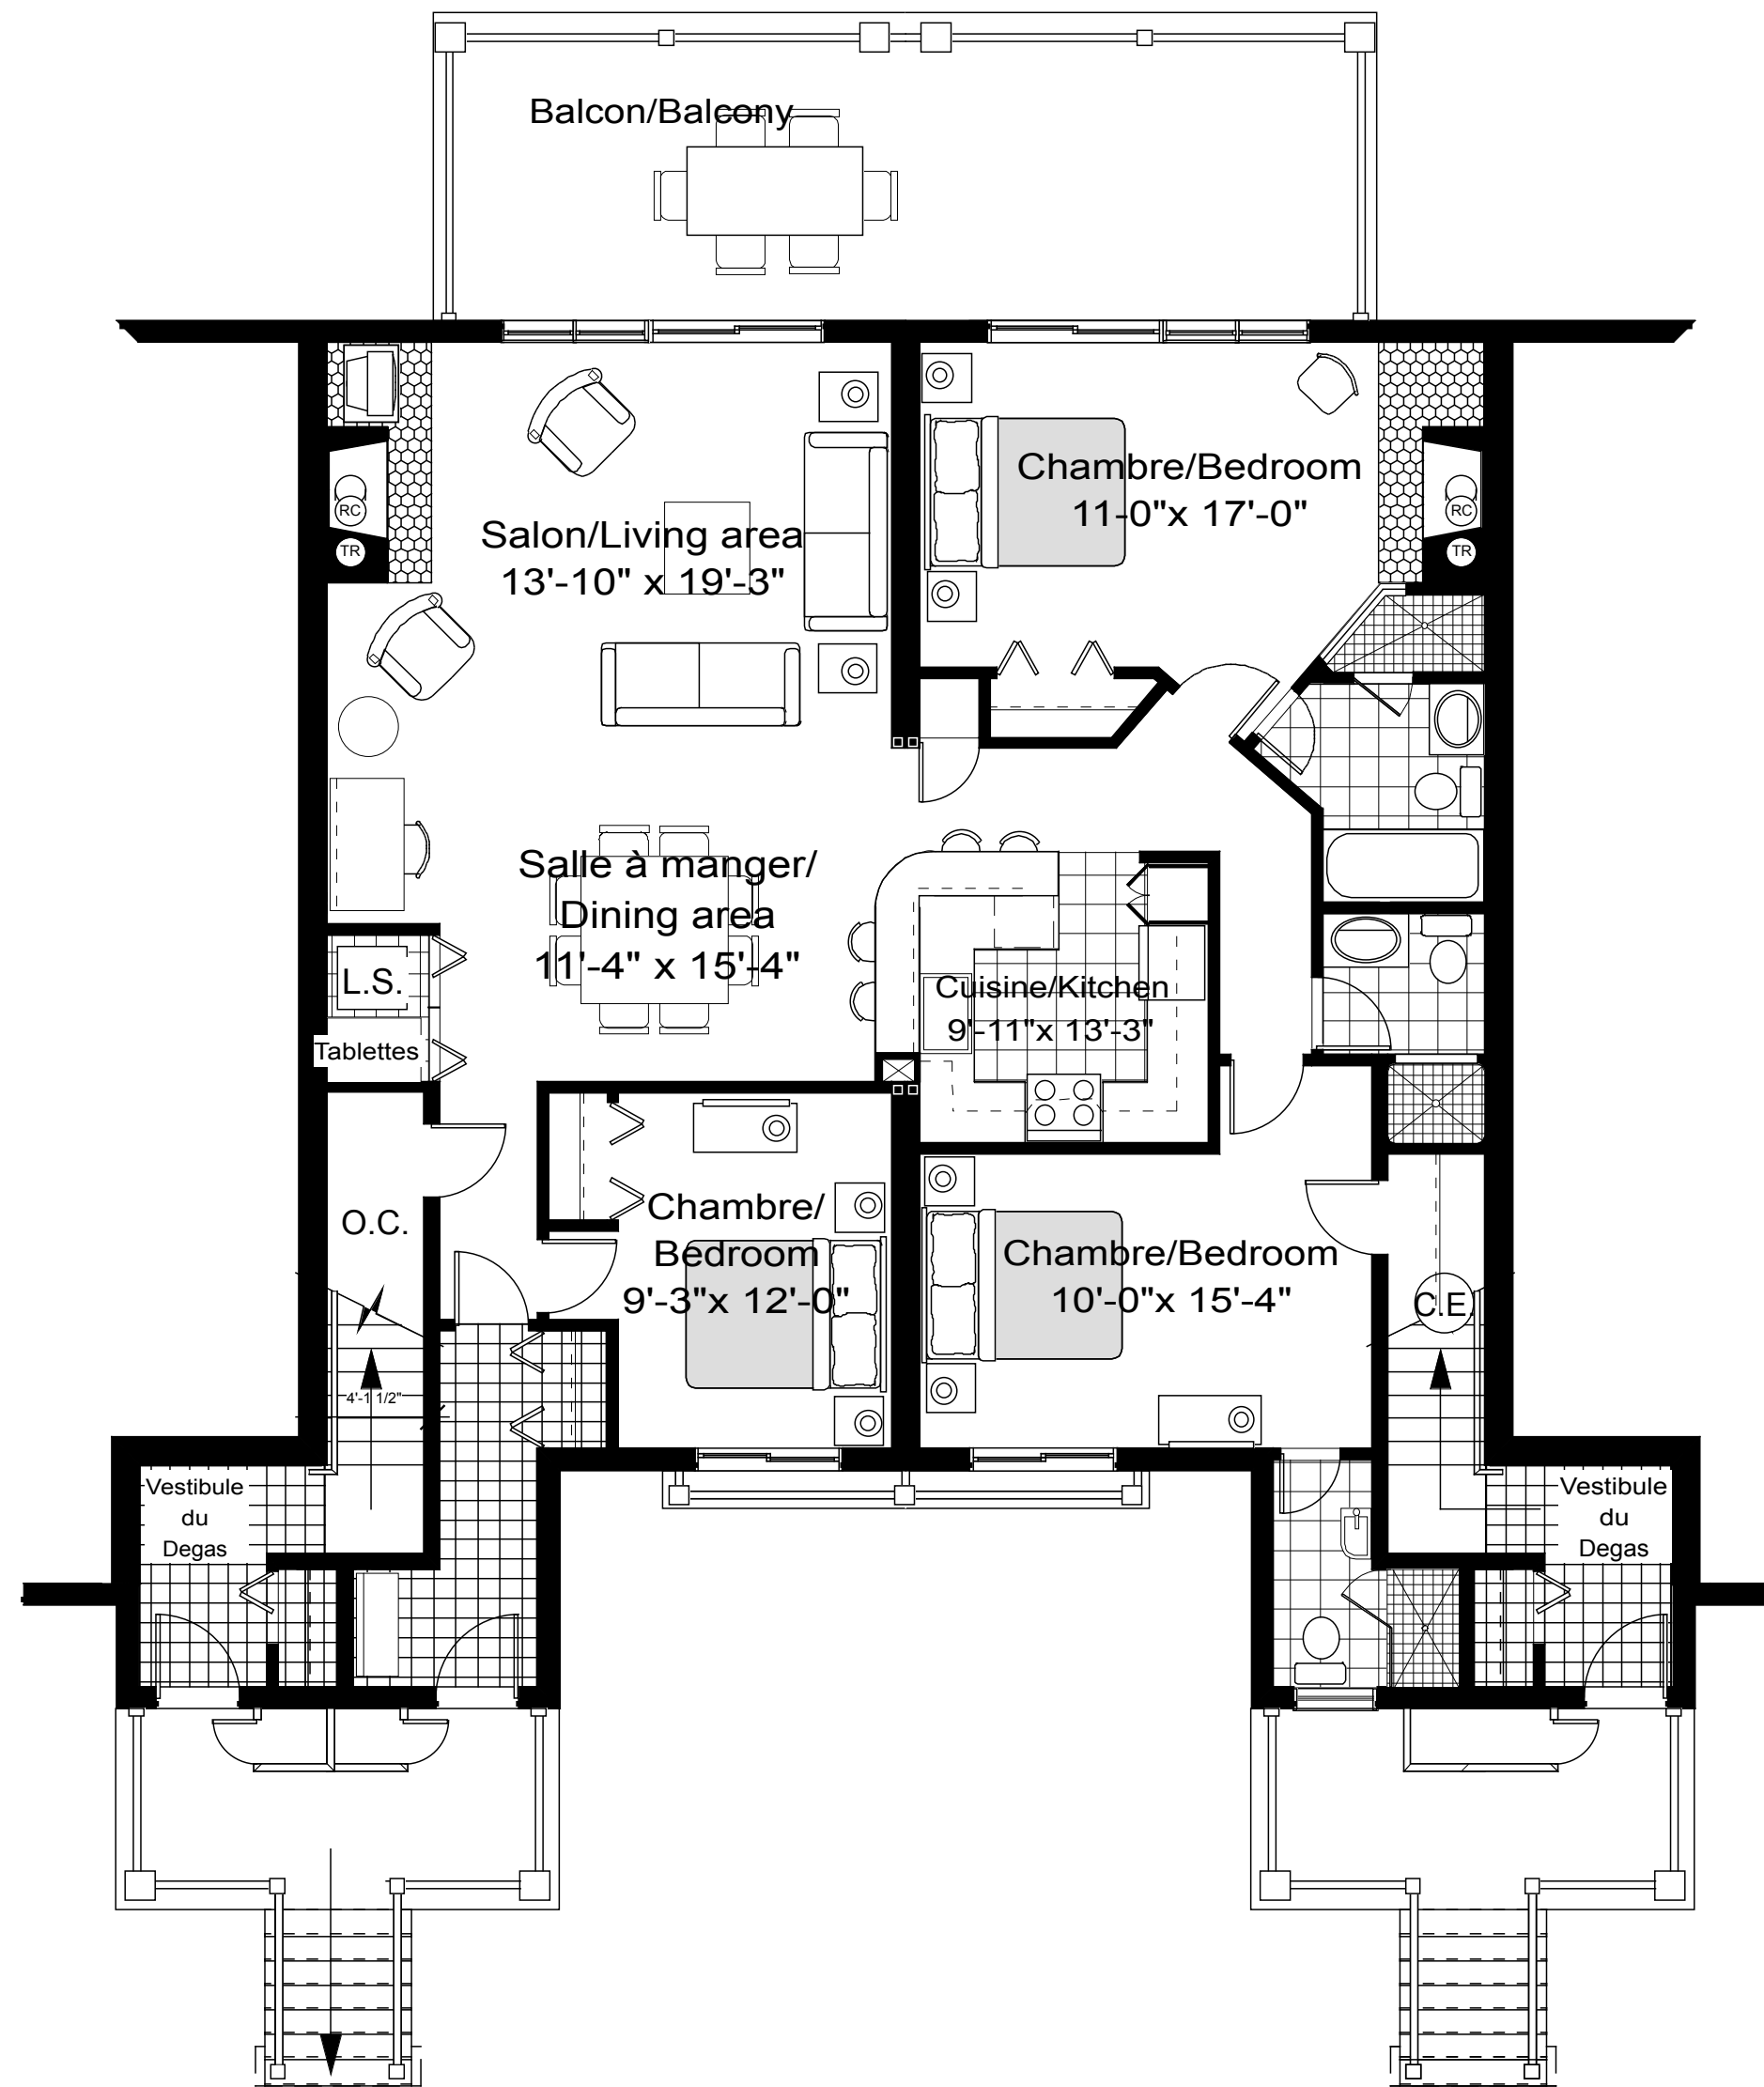 Balcon/Balcony
Chambre/Bedroom
11-0"x 17'-0"
RC
TR
Salon/Living area
13'-10" x 19'-3"
RC
TR
Salle à manger/
Dining area
11'-4" x 15'-4"
L.S.
Tablettes
Cuisine/Kitchen
9'-11"x 13'-3"
O.C.
Chambre/
Bedroom
9'-3"x 12'-0"
Chambre/Bedroom
10'-0"x 15'-4"
C.E.
4'-1 1/2"
Vestibule
du
Degas
Vestibule
du
Degas